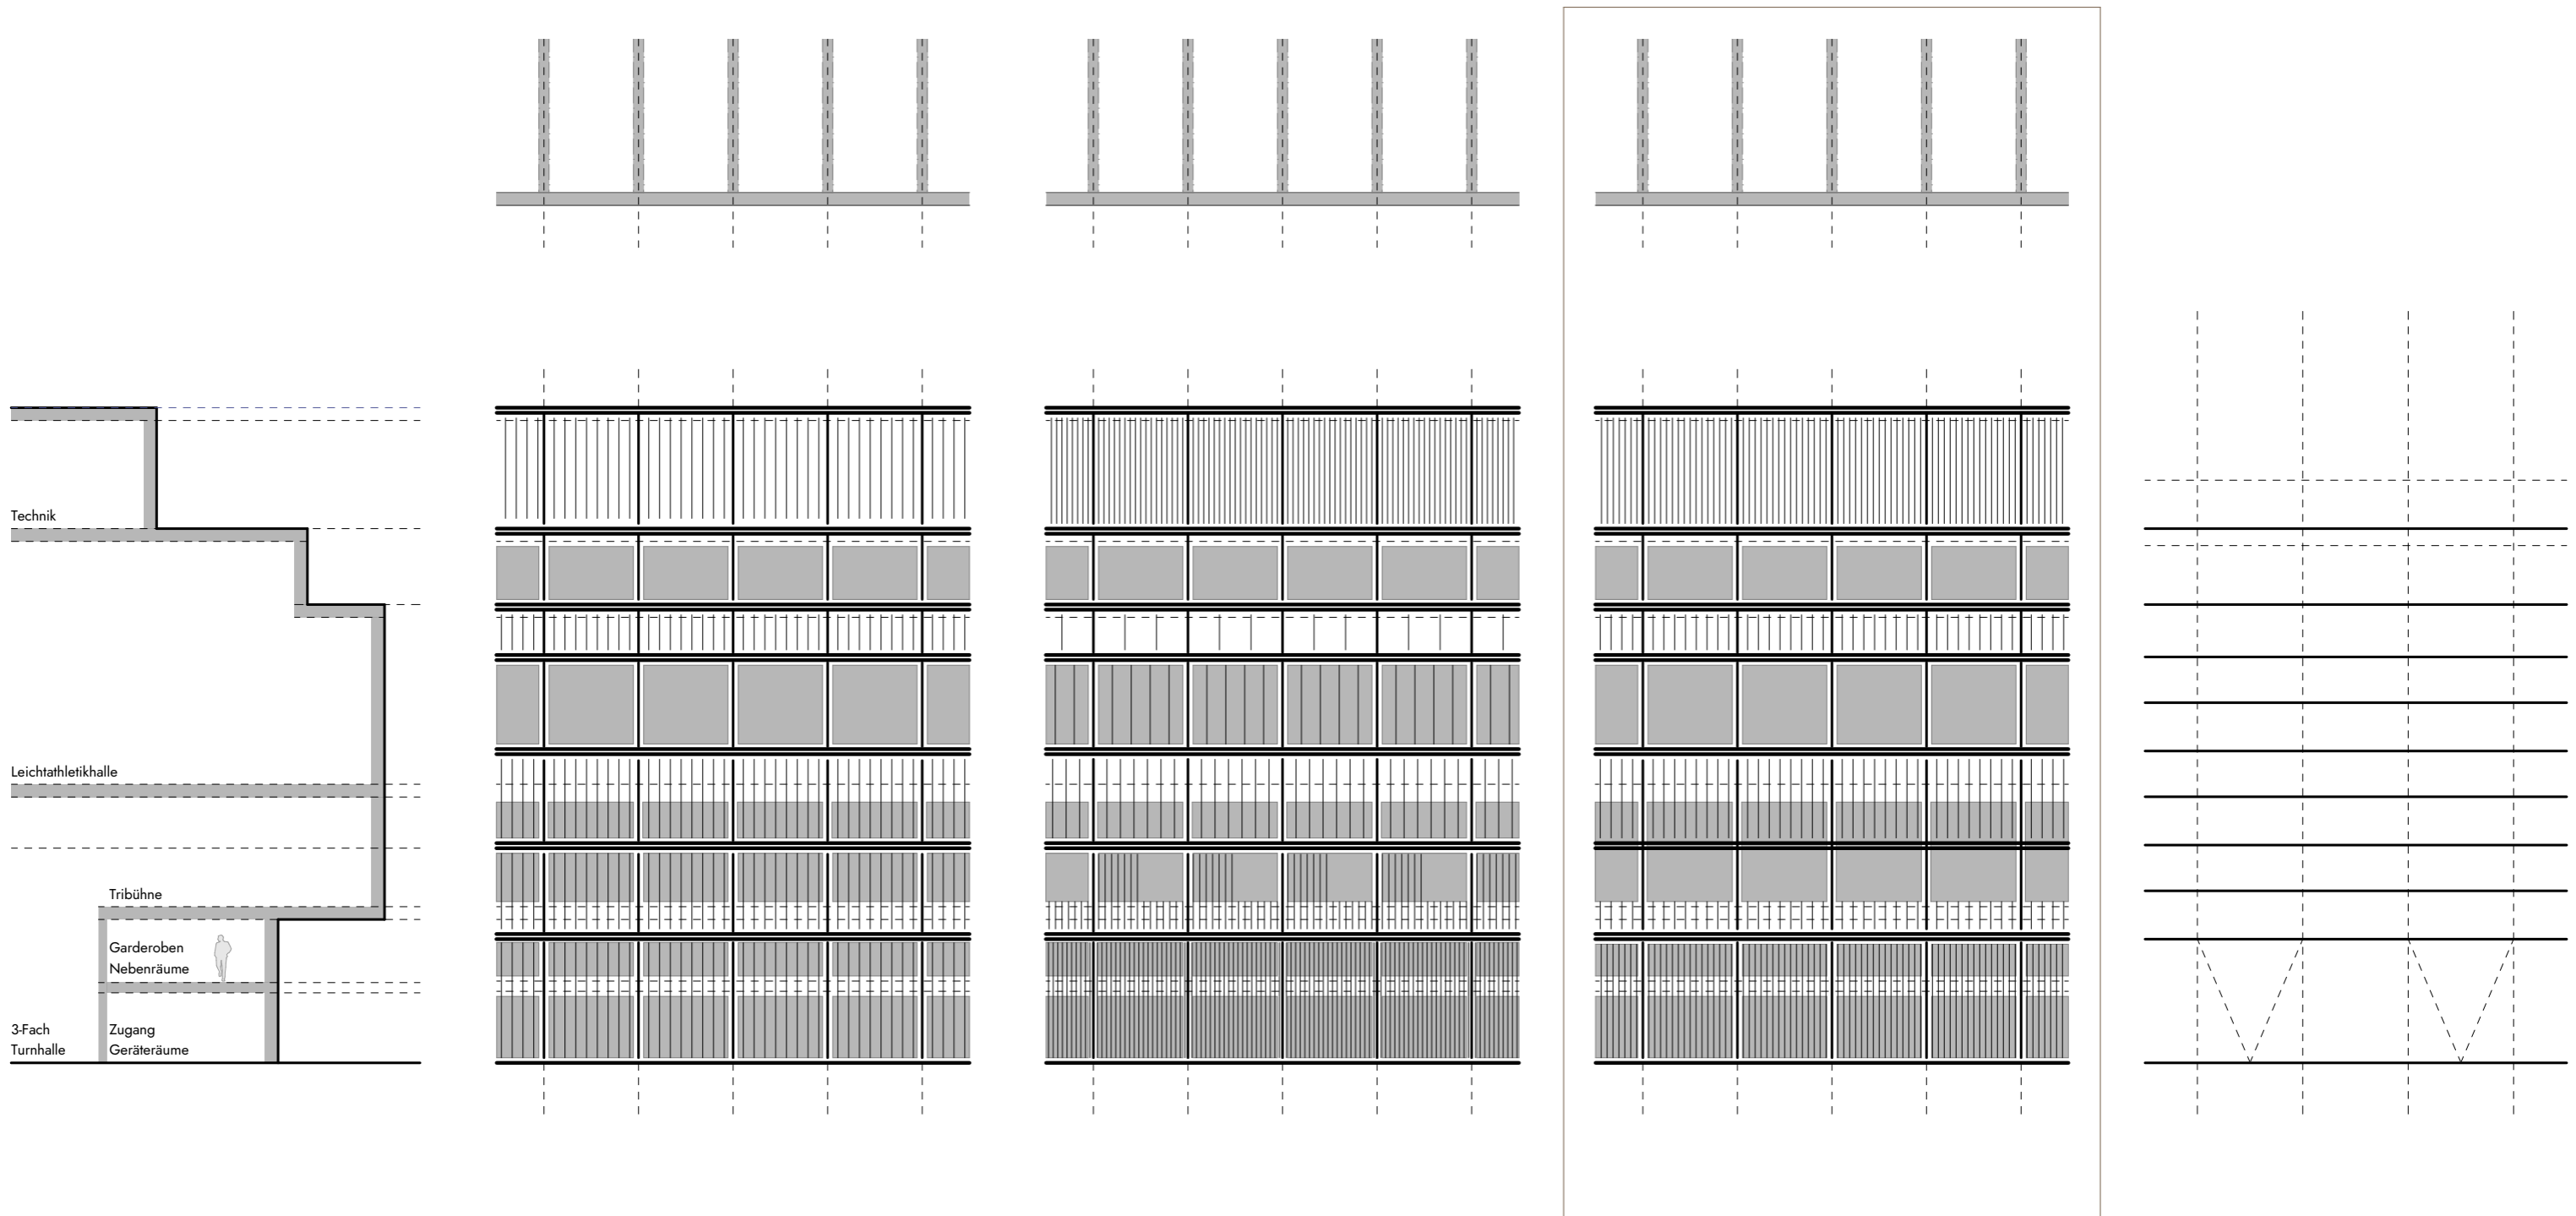 Technik
Leichtathletikhalle
Tribühne
Garderoben
Nebenräume
3-Fach
Turnhalle
Zugang
Geräteräume